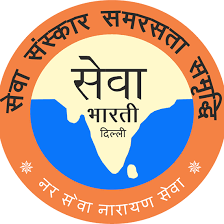 सेवा संस्कार समरसता समृद्धि
सेवा
भारती
दिल्ली
नर सेवा नारायण सेवा